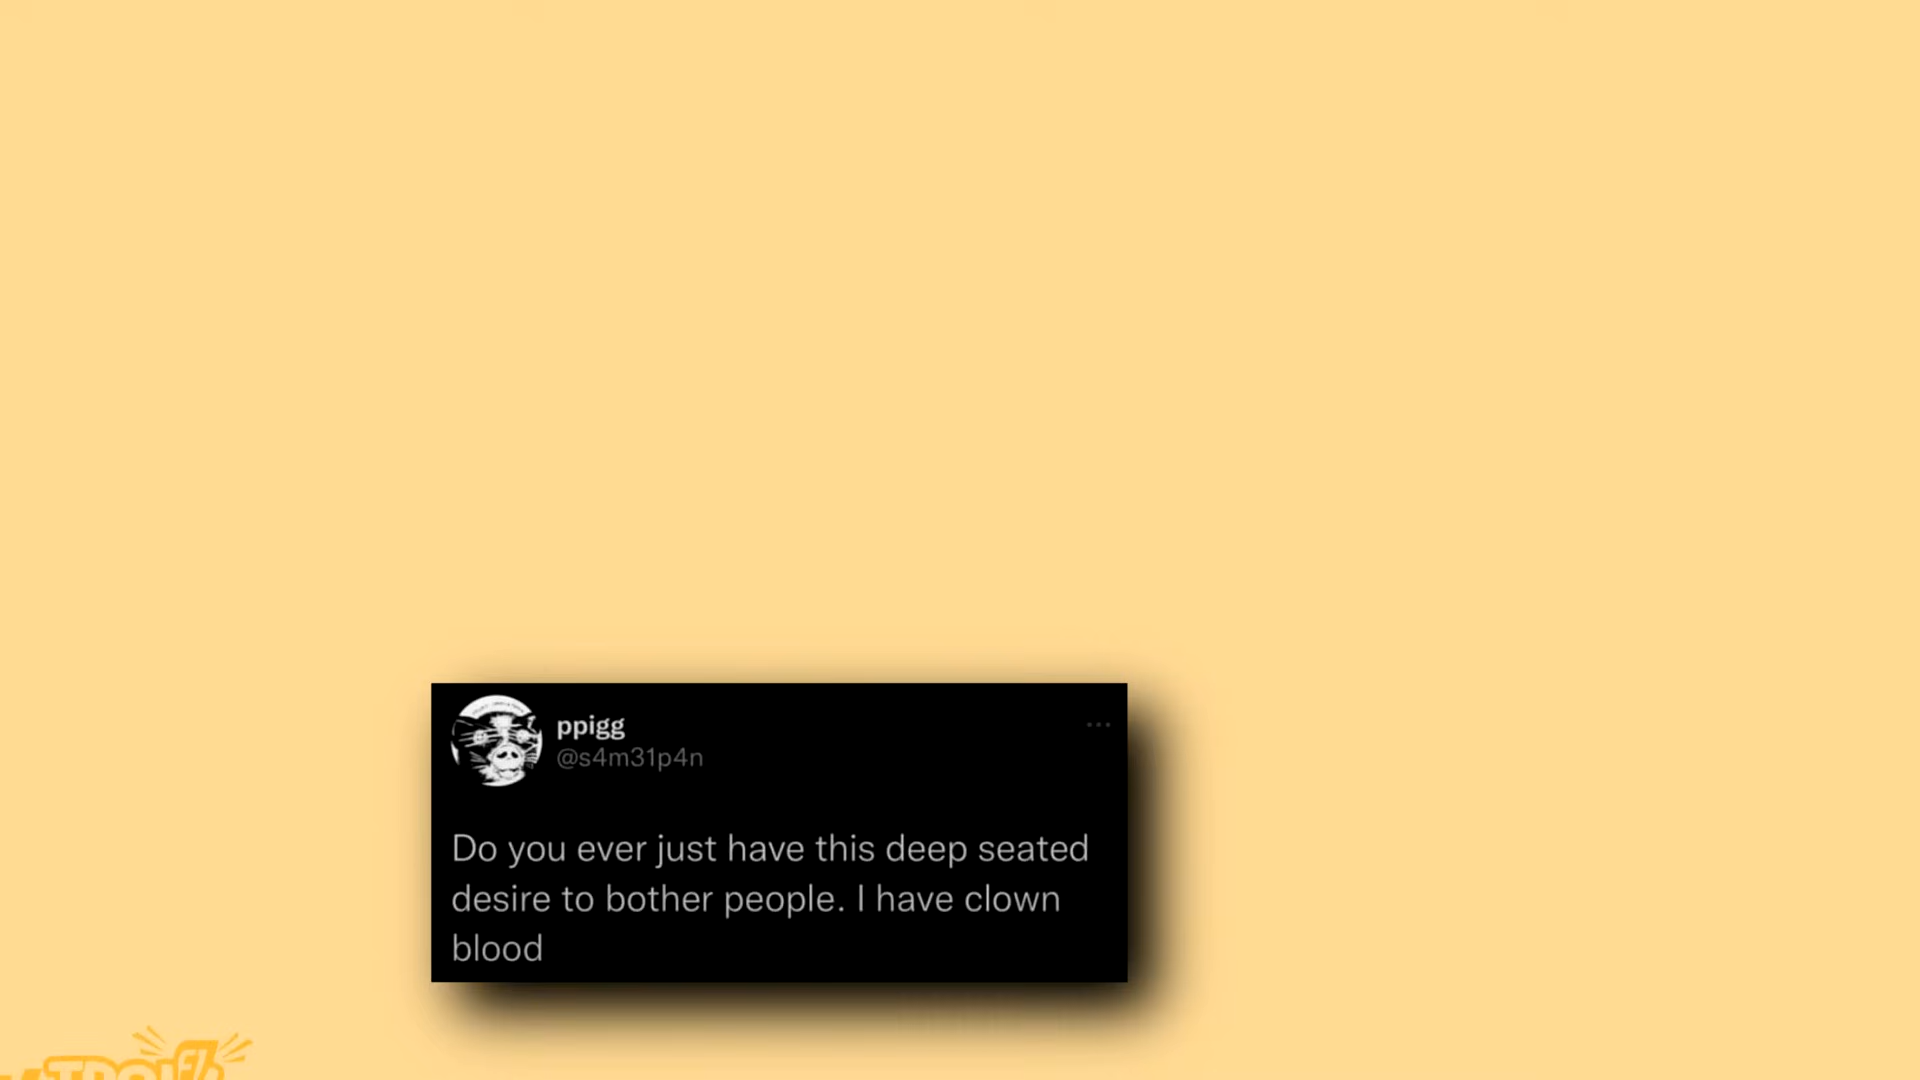 ppigg
@s4m31p4n
Do you ever just have this deep seated
desire to bother people. I have clown
blood